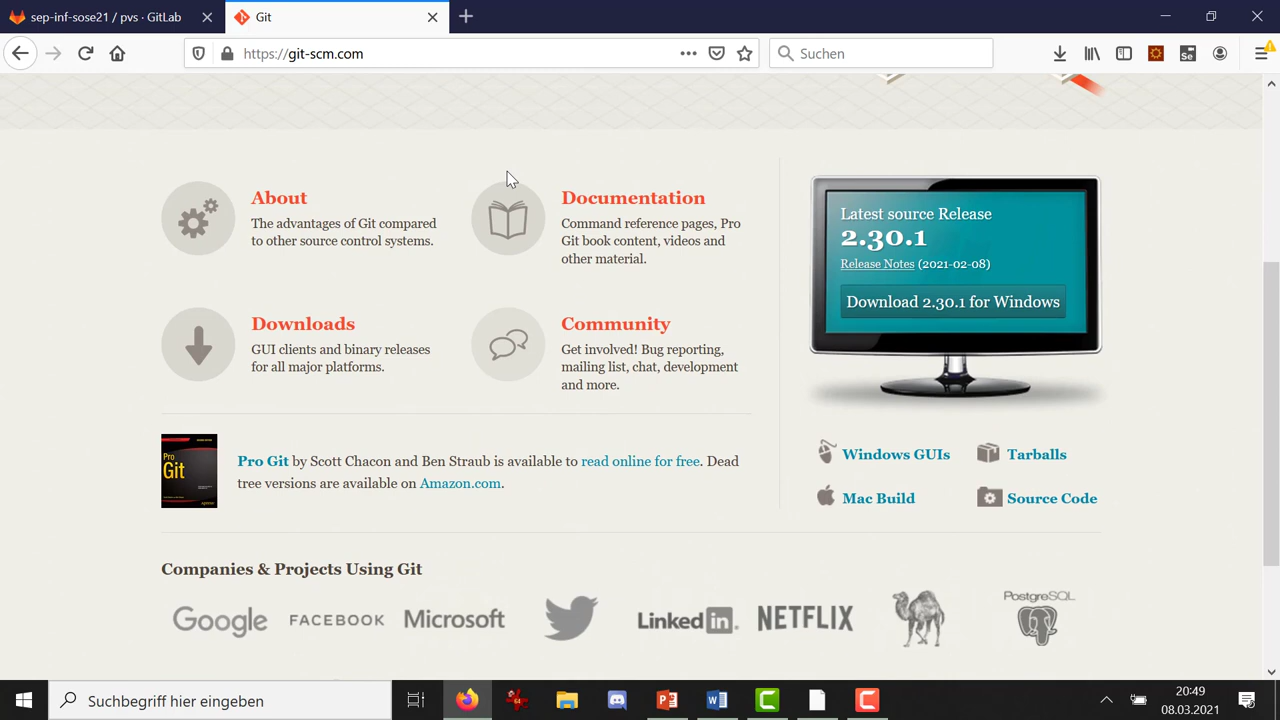 sep-inf-sose21 / pvs · GitLab
Git
https://git-scm.com
Suchen
About
The advantages of Git compared
to other source control systems.
Documentation
Command reference pages, Pro
Git book content, videos and
other material.
Latest source Release
2.30.1
Release Notes (2021-02-08)
Download 2.30.1 for Windows
Downloads
GUI clients and binary releases
for all major platforms.
Community
Get involved! Bug reporting,
mailing list, chat, development
and more.
Pro
Git
Pro Git by Scott Chacon and Ben Straub is available to read online for free. Dead
tree versions are available on Amazon.com.
Windows GUIs
Tarballs
Mac Build
Source Code
Companies & Projects Using Git
Google
FACEBOOK
Microsoft
LinkedIn
NETFLIX
PostgreSQL
Suchbegriff hier eingeben
20:49
08.03.2021